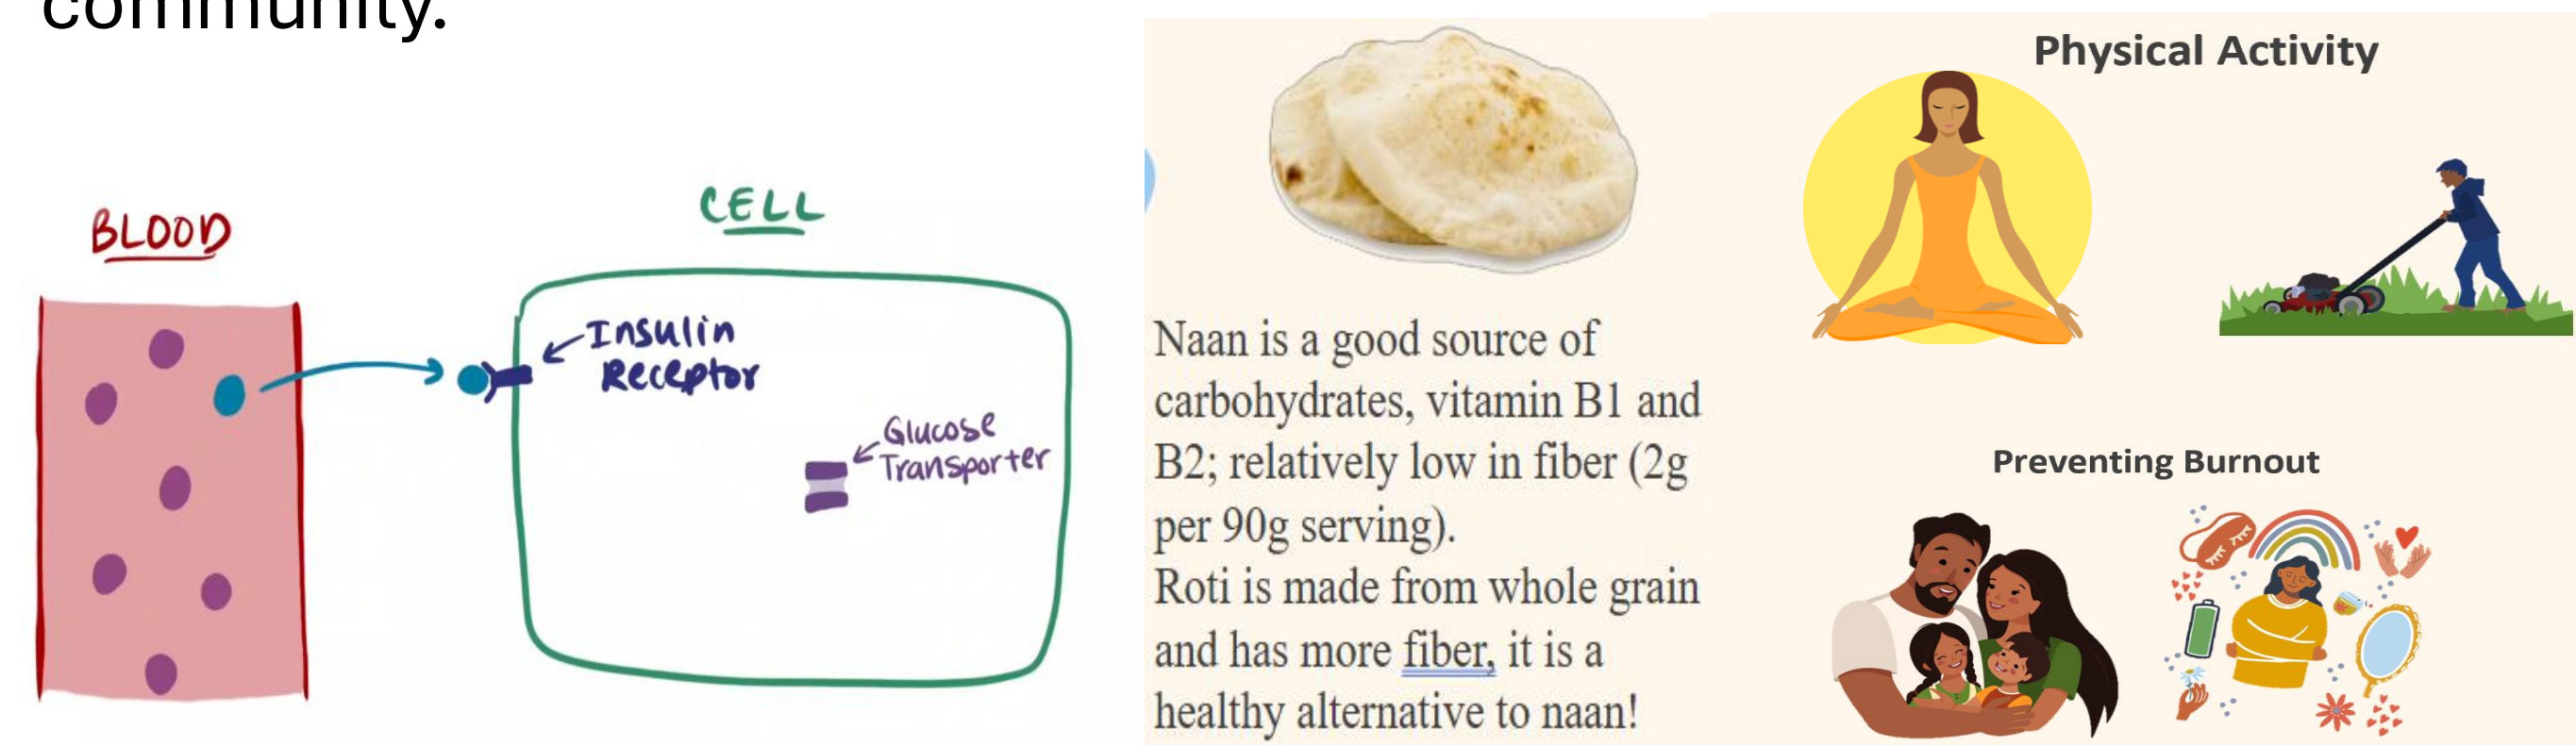 community.
BLOOD
CELL
Insulin
Receptor
Glucose
Transporter
Naan is a good source of
carbohydrates, vitamin B1 and
B2; relatively low in fiber (2g
per 90g serving).
Roti is made from whole grain
and has more fiber, it is a
healthy alternative to naan!
Physical Activity
Preventing Burnout